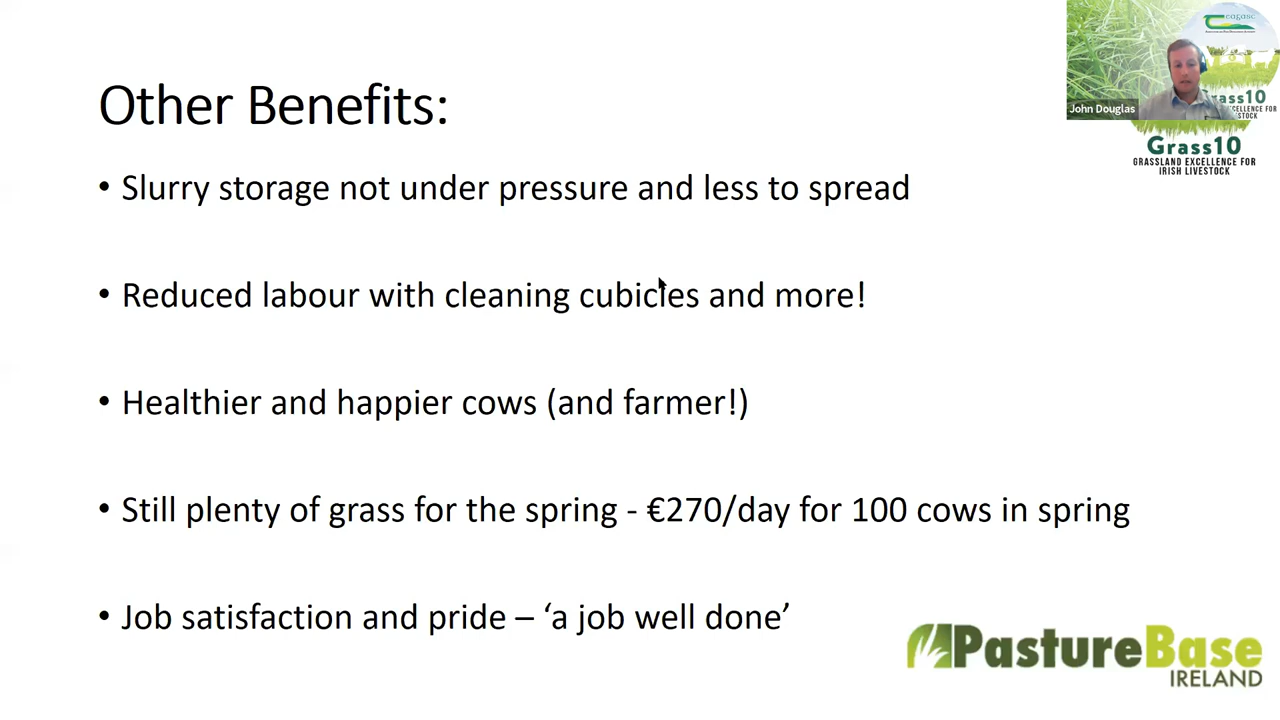 Other Benefits:
• Slurry storage not under pressure and less to spread
• Reduced labour with cleaning cubicles and more!
• Healthier and happier cows (and farmer!)
• Still plenty of grass for the spring - €270/day for 100 cows in spring
• Job satisfaction and pride – ‘a job well done’
teagasc
John Douglas
Grass10
GRASSLAND EXCELLENCE FOR
IRISH LIVESTOCK
PastureBase
IRELAND